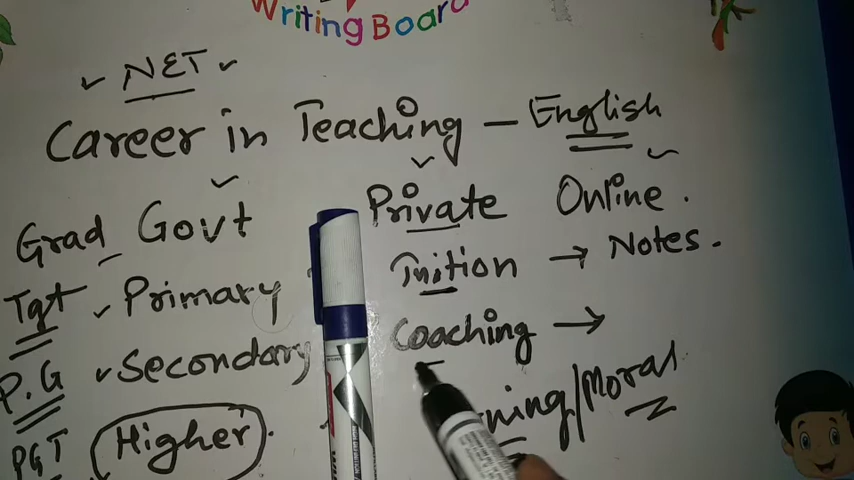 Writing Board
NET
Career in Teaching - English
Grad Govt Private Online.
Tgt Primary Tuition → Notes.
P.G Secondary Coaching →
PGT Higher. /Moral